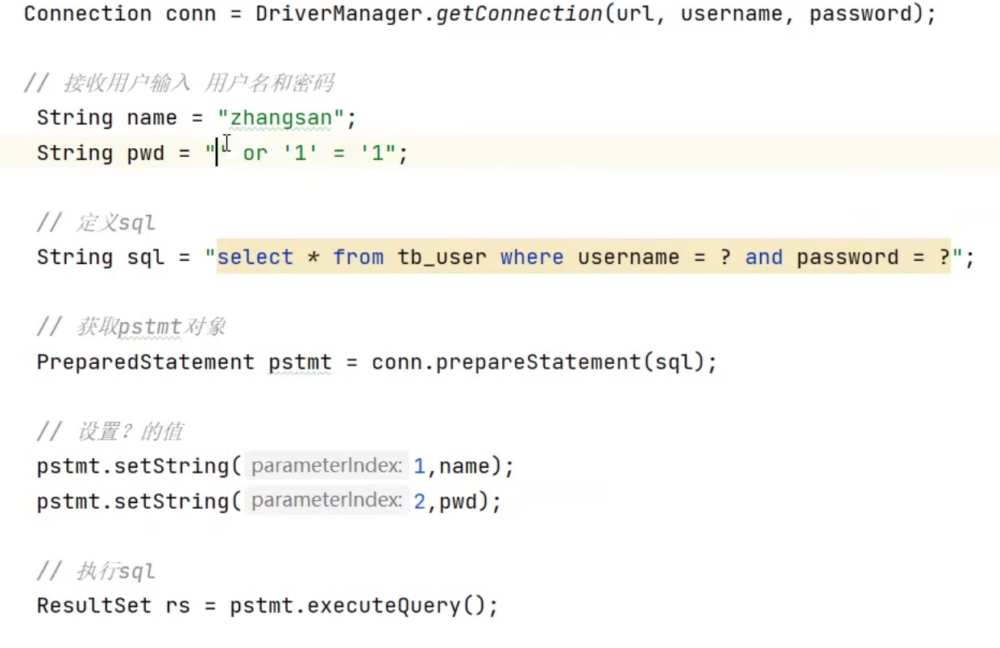 Connection conn = DriverManager.getConnection(url, username, password);
// 接收用户输入 用户名和密码
String name = "zhangsan";
String pwd = "' or '1' = '1";
// 定义sql
String sql = "select * from tb_user where username = ? and password = ?";
// 获取pstmt对象
PreparedStatement pstmt = conn.prepareStatement(sql);
// 设置？的值
pstmt.setString( parameterIndex: 1,name);
pstmt.setString( parameterIndex: 2,pwd);
// 执行sql
ResultSet rs = pstmt.executeQuery();